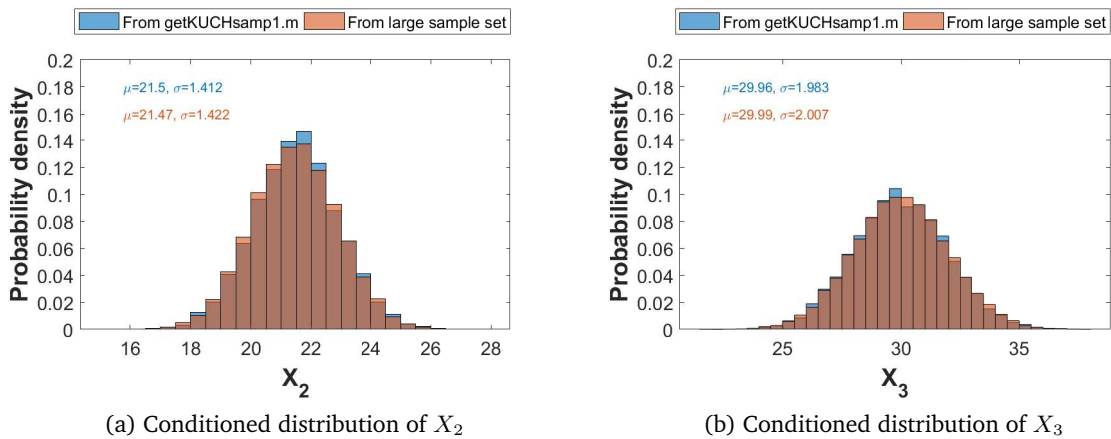 From getKUCHsamp1.m From large sample set
0.2
0.18
0.16
0.14
0.12
0.1
0.08
0.06
0.04
0.02
0
Probability density
μ=21.5, σ=1.412
μ=21.47, σ=1.422
16 18 20 22 24 26 28
X2
(a) Conditioned distribution of X2
From getKUCHsamp1.m From large sample set
0.2
0.18
0.16
0.14
0.12
0.1
0.08
0.06
0.04
0.02
0
Probability density
μ=29.96, σ=1.983
μ=29.99, σ=2.007
25 30 35
X3
(b) Conditioned distribution of X3